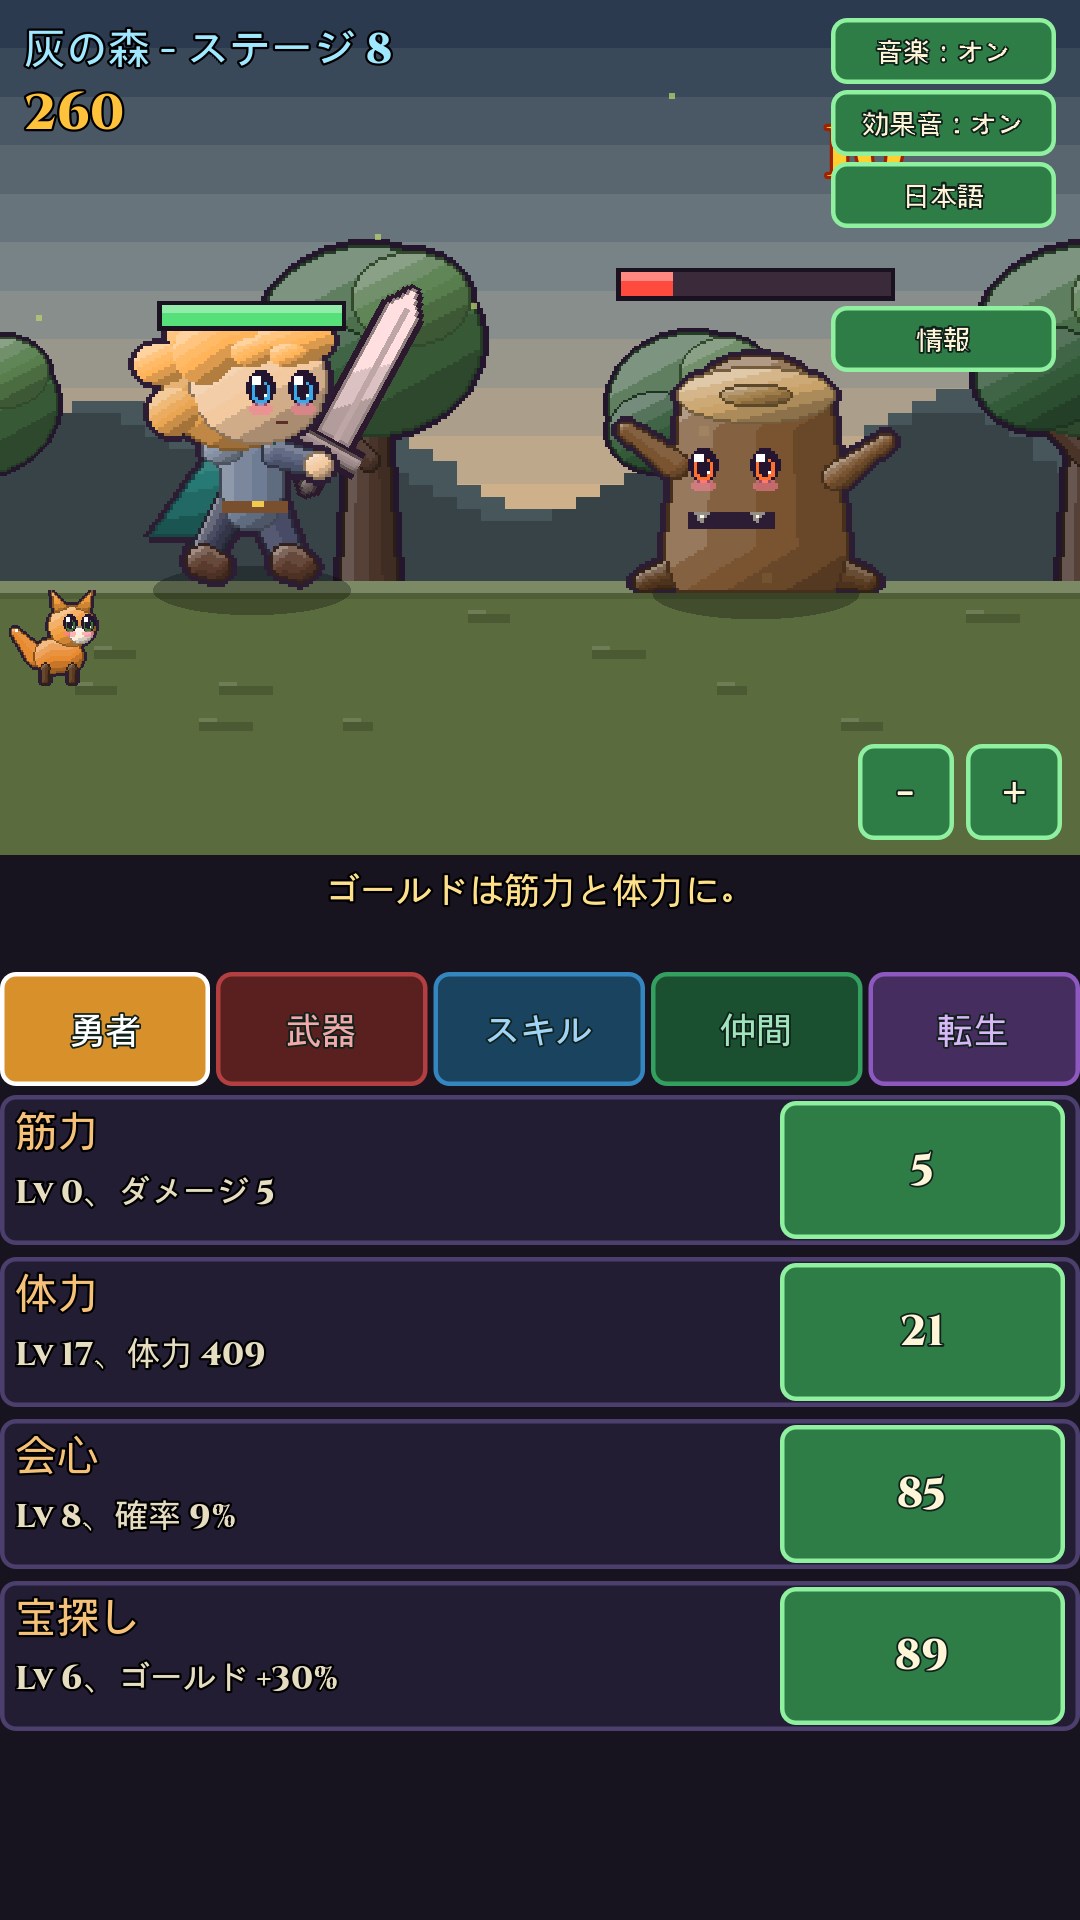 灰の森 - ステージ 8
260
音楽：オン
効果音：オン
日本語
情報
-
+
ゴールドは筋力と体力に。
勇者
武器
スキル
仲間
転生
筋力
Lv 0、ダメージ 5
5
体力
Lv 17、体力 409
21
会心
Lv 8、確率 9%
85
宝探し
Lv 6、ゴールド +30%
89